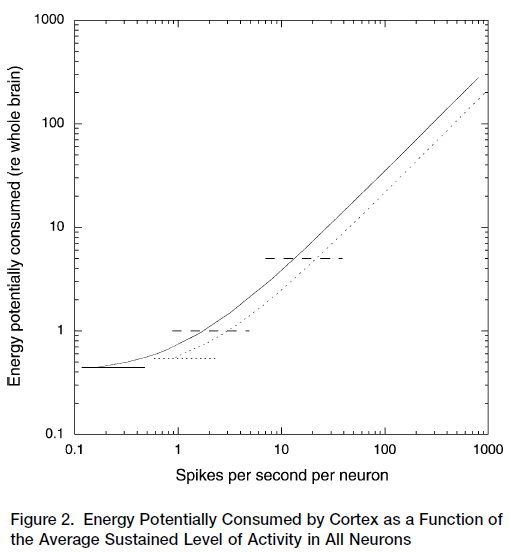 1000
100
10
1
0.1
Energy potentially consumed (re whole brain)
0.1 1 10 100 1000
Spikes per second per neuron
Figure 2. Energy Potentially Consumed by Cortex as a Function of
the Average Sustained Level of Activity in All Neurons